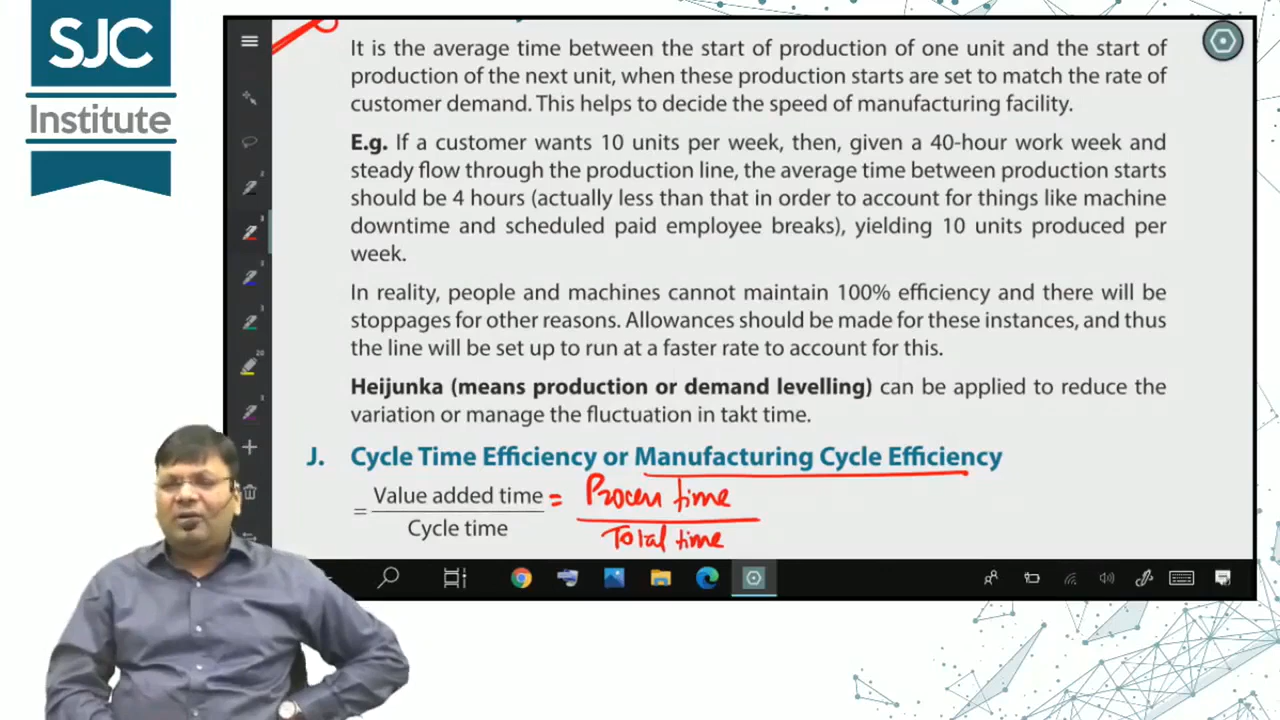 SJC
Institute
It is the average time between the start of production of one unit and the start of
production of the next unit, when these production starts are set to match the rate of
customer demand. This helps to decide the speed of manufacturing facility.
E.g. If a customer wants 10 units per week, then, given a 40-hour work week and
steady flow through the production line, the average time between production starts
should be 4 hours (actually less than that in order to account for things like machine
downtime and scheduled paid employee breaks), yielding 10 units produced per
week.
In reality, people and machines cannot maintain 100% efficiency and there will be
stoppages for other reasons. Allowances should be made for these instances, and thus
the line will be set up to run at a faster rate to account for this.
Heijunka (means production or demand levelling) can be applied to reduce the
variation or manage the fluctuation in takt time.
J. Cycle Time Efficiency or Manufacturing Cycle Efficiency
= Value added time = Process time
Cycle time Total time